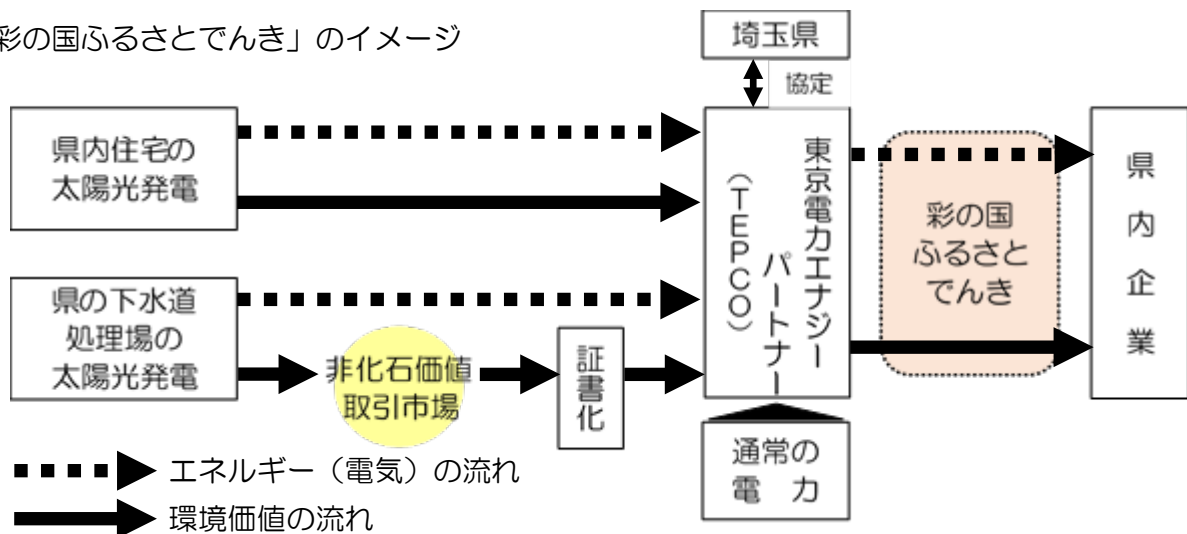 彩の国ふるさとでんき」のイメージ
埼玉県
協定
県内住宅の
太陽光発電
県の下水道
処理場の
太陽光発電
非化石価値
取引市場
証書化
東京電力エナジー
パートナー
（TEPCO）
通常の
電　力
彩の国
ふるさと
でんき
県内企業
エネルギー（電気）の流れ
環境価値の流れ